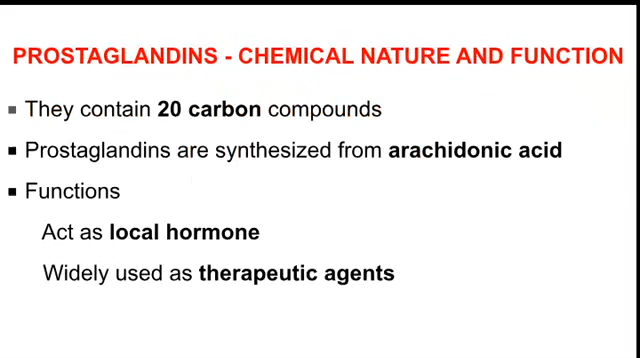 PROSTAGLANDINS - CHEMICAL NATURE AND FUNCTION
▪ They contain 20 carbon compounds
▪ Prostaglandins are synthesized from arachidonic acid
▪ Functions
Act as local hormone
Widely used as therapeutic agents